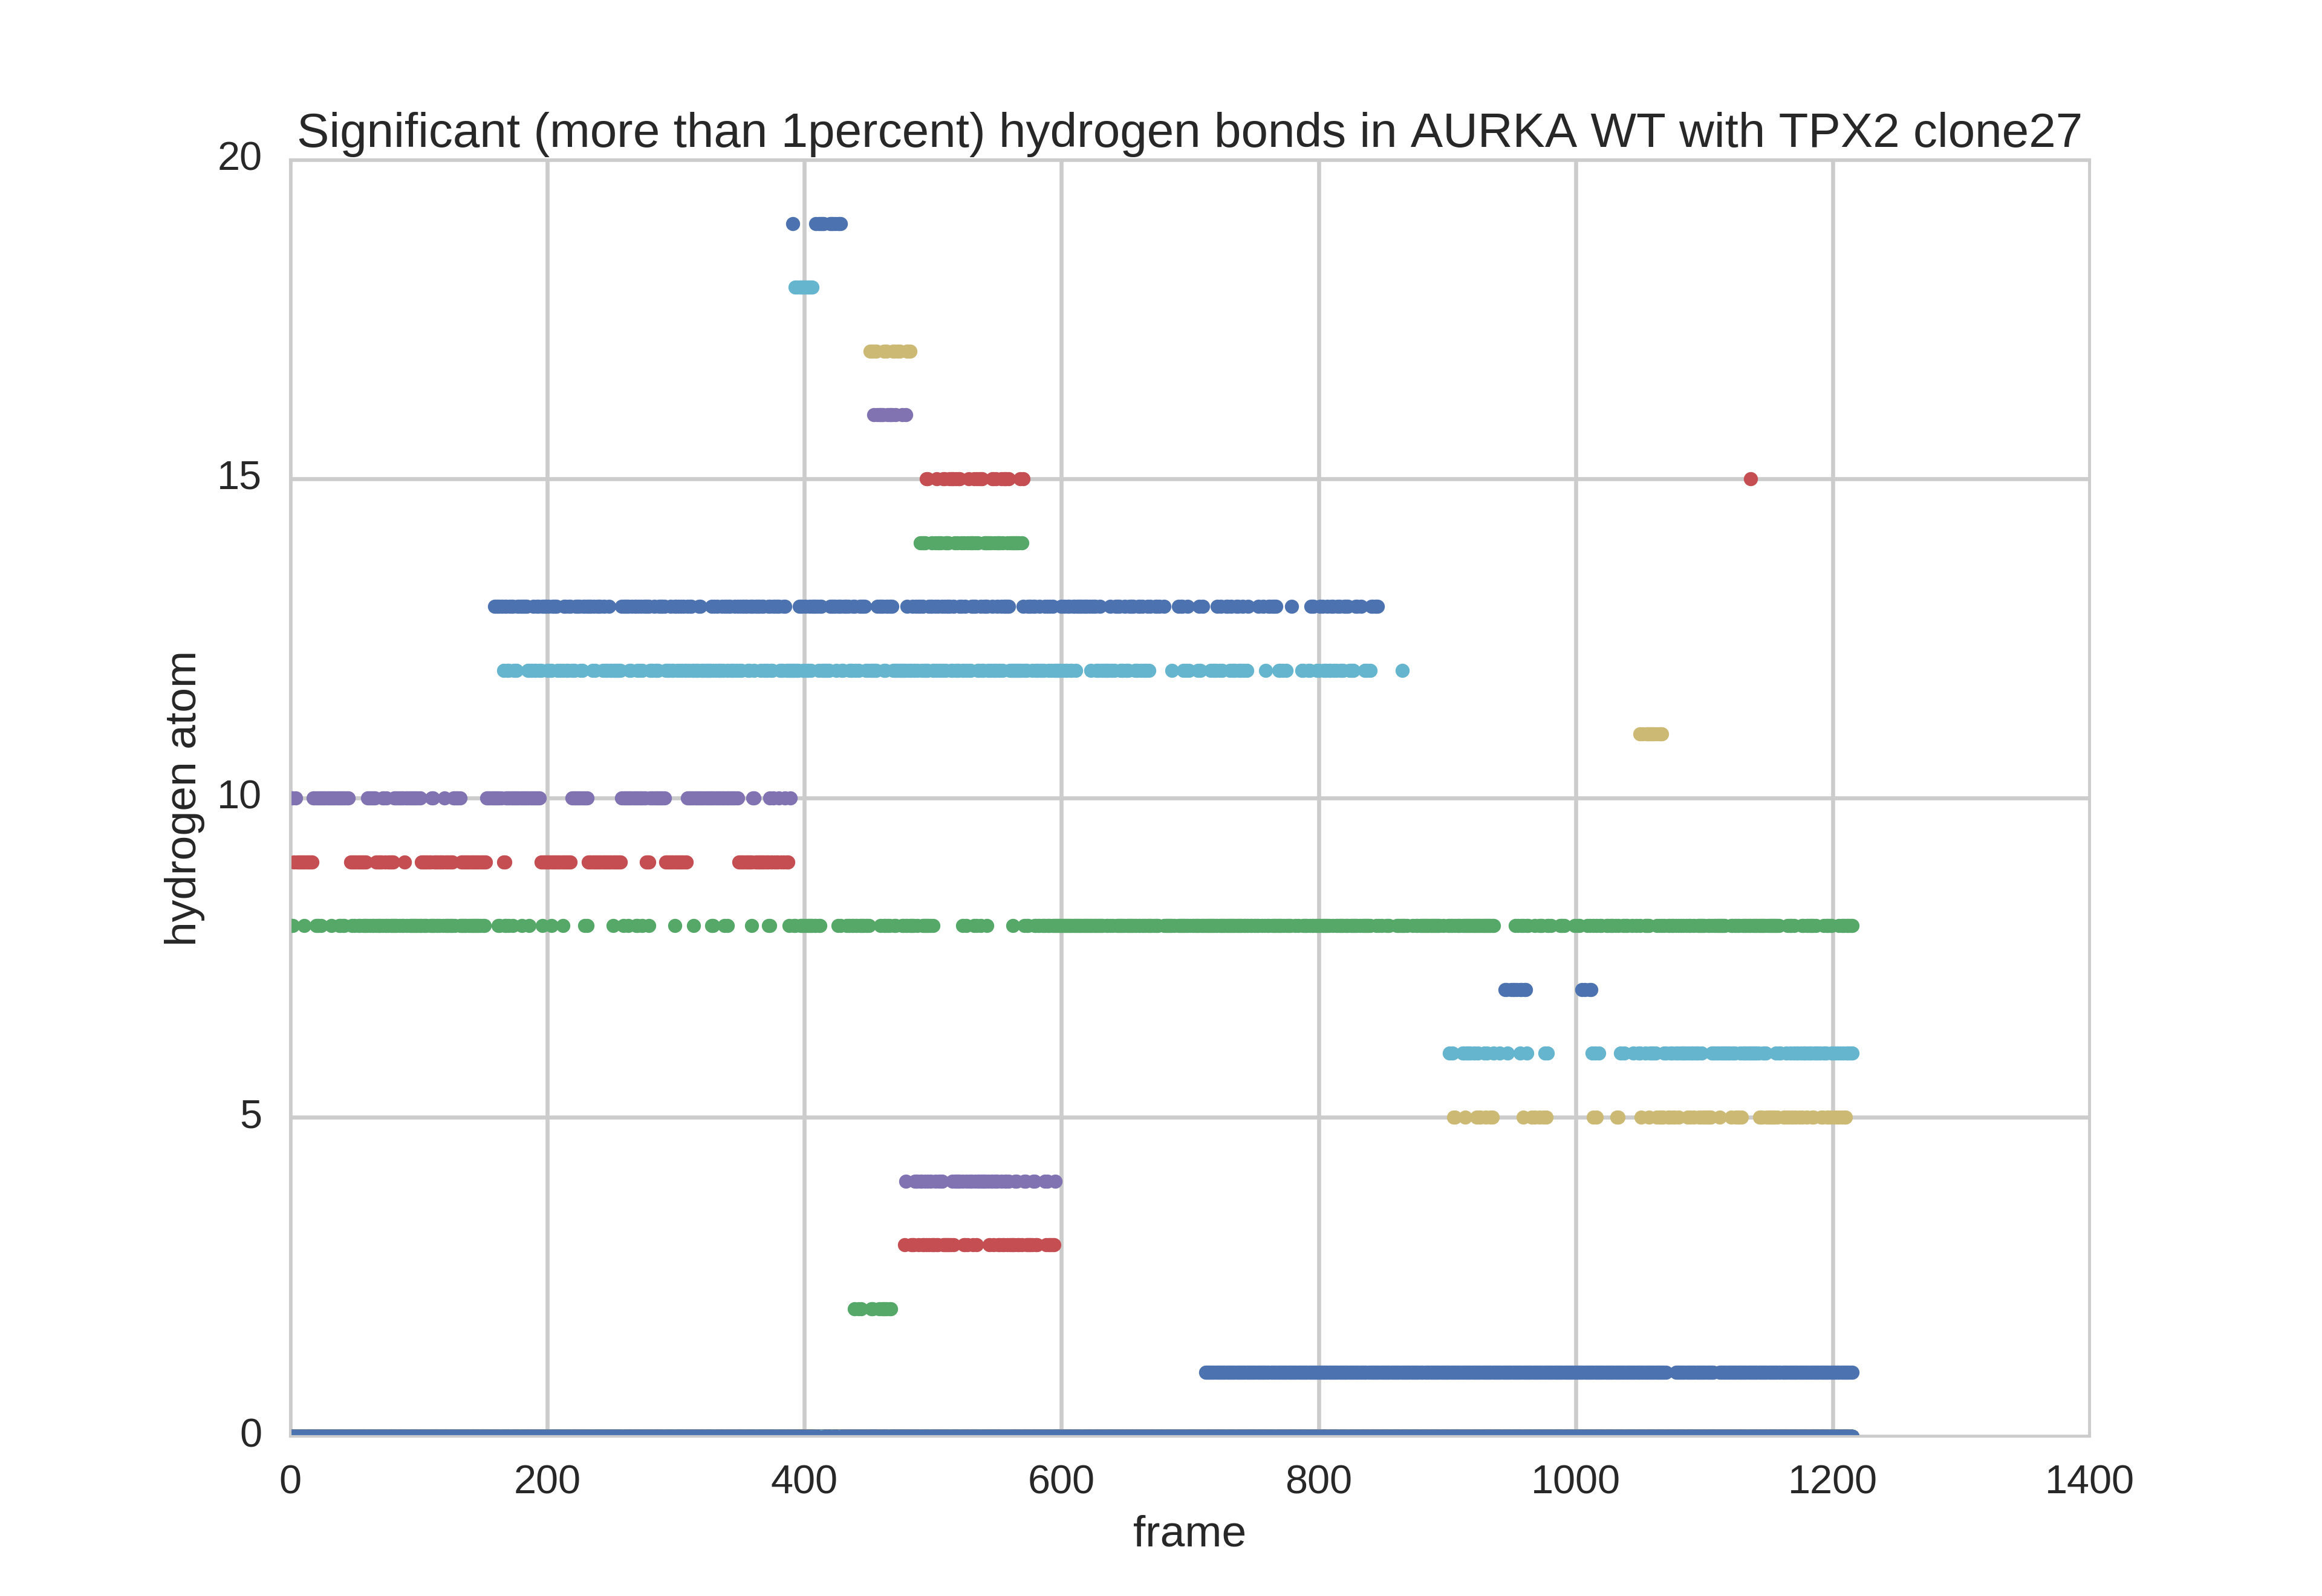 Significant (more than 1percent) hydrogen bonds in AURKA WT with TPX2 clone27
20
15
10
5
0
hydrogen atom
0 200 400 600 800 1000 1200 1400
frame